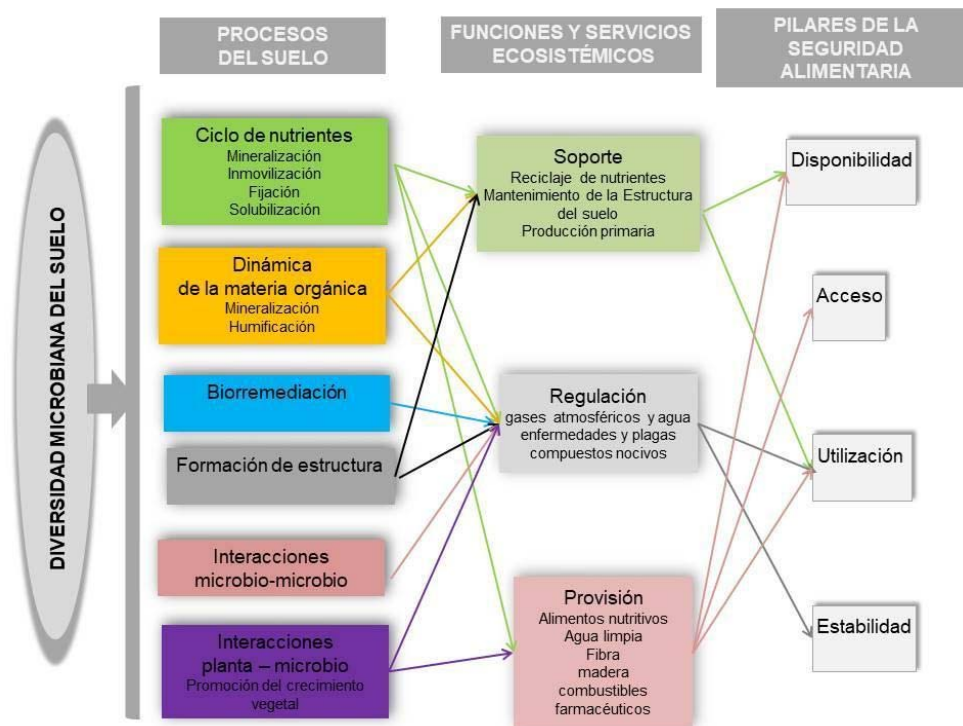 DIVERSIDAD MICROBIANA DEL SUELO
PROCESOS
DEL SUELO
Ciclo de nutrientes
Mineralización
Inmovilización
Fijación
Solubilización
Dinámica
de la materia orgánica
Mineralización
Humificación
Biorremediación
Formación de estructura
Interacciones
microbio-microbio
Interacciones
planta – microbio
Promoción del crecimiento
vegetal
FUNCIONES Y SERVICIOS
ECOSISTÉMICOS
Soporte
Reciclaje de nutrientes
Mantenimiento de la Estructura
del suelo
Producción primaria
Regulación
gases atmosféricos y agua
enfermedades y plagas
compuestos nocivos
Provisión
Alimentos nutritivos
Agua limpia
Fibra
madera
combustibles
farmacéuticos
PILARES DE LA
SEGURIDAD
ALIMENTARIA
Disponibilidad
Acceso
Utilización
Estabilidad